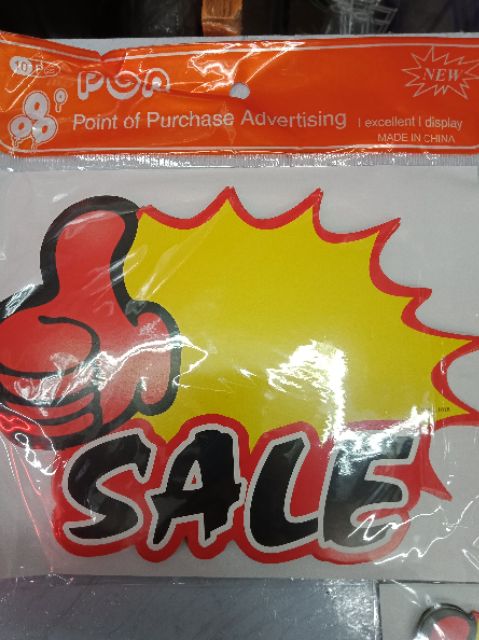 POP
NEW
Point of Purchase Advertising
I excellent I display
MADE IN CHINA
SALE